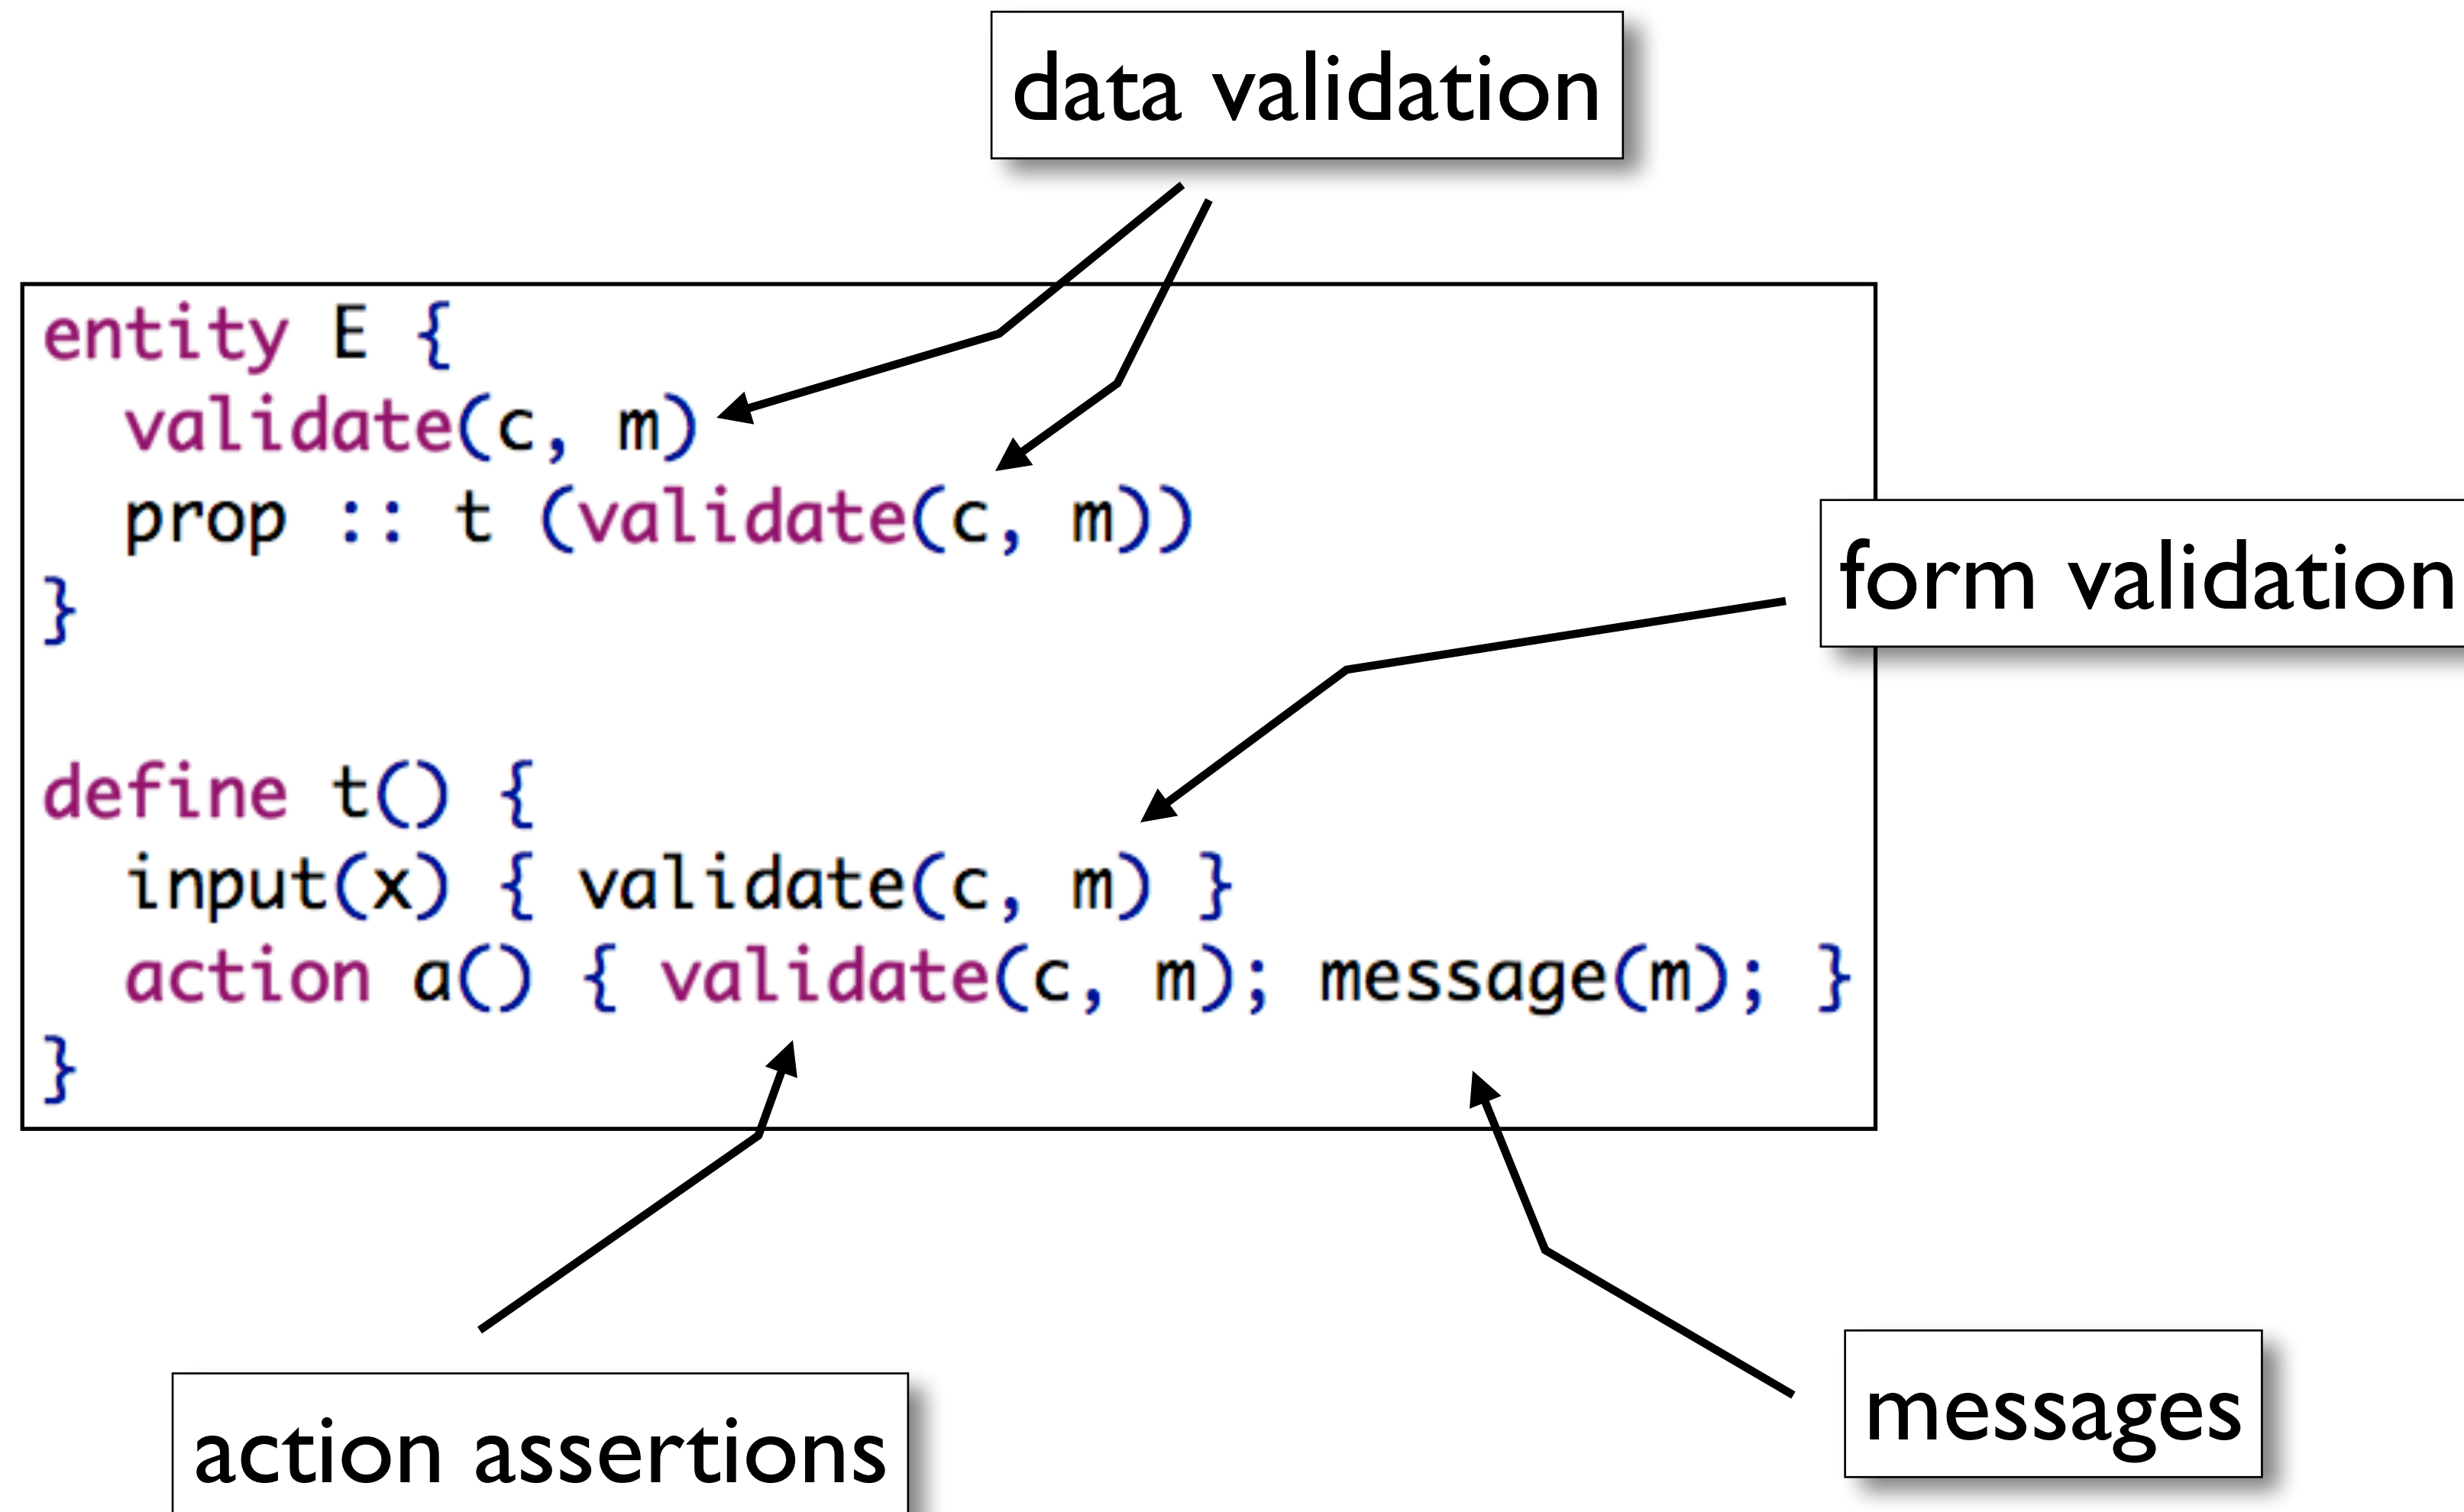 data validation
entity E {
validate(c, m)
prop :: t (validate(c, m))
}
form validation
define t() {
input(x) { validate(c, m) }
action a() { validate(c, m); message(m); }
}
action assertions
messages